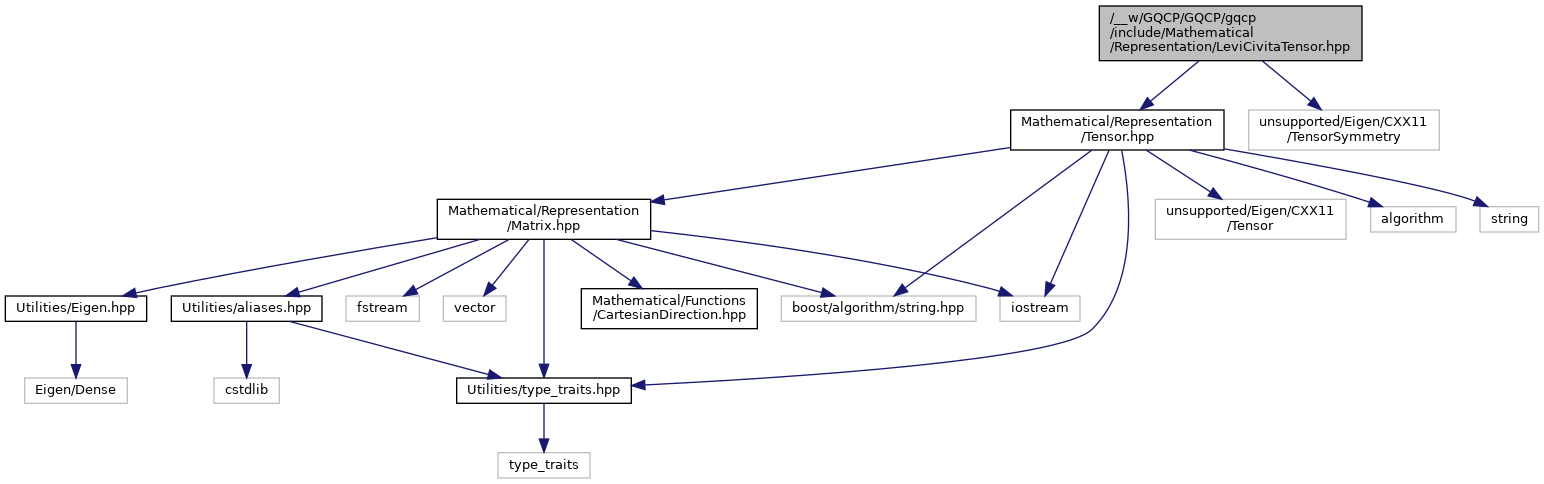 /__w/GQCP/GQCP/gqcp
/include/Mathematical
/Representation/LeviCivitaTensor.hpp
Mathematical/Representation
/Tensor.hpp
unsupported/Eigen/CXX11
/TensorSymmetry
Mathematical/Representation
/Matrix.hpp
unsupported/Eigen/CXX11
/Tensor
algorithm
string
Utilities/Eigen.hpp
Utilities/aliases.hpp
fstream
vector
Mathematical/Functions
/CartesianDirection.hpp
boost/algorithm/string.hpp
iostream
Eigen/Dense
cstdlib
Utilities/type_traits.hpp
type_traits